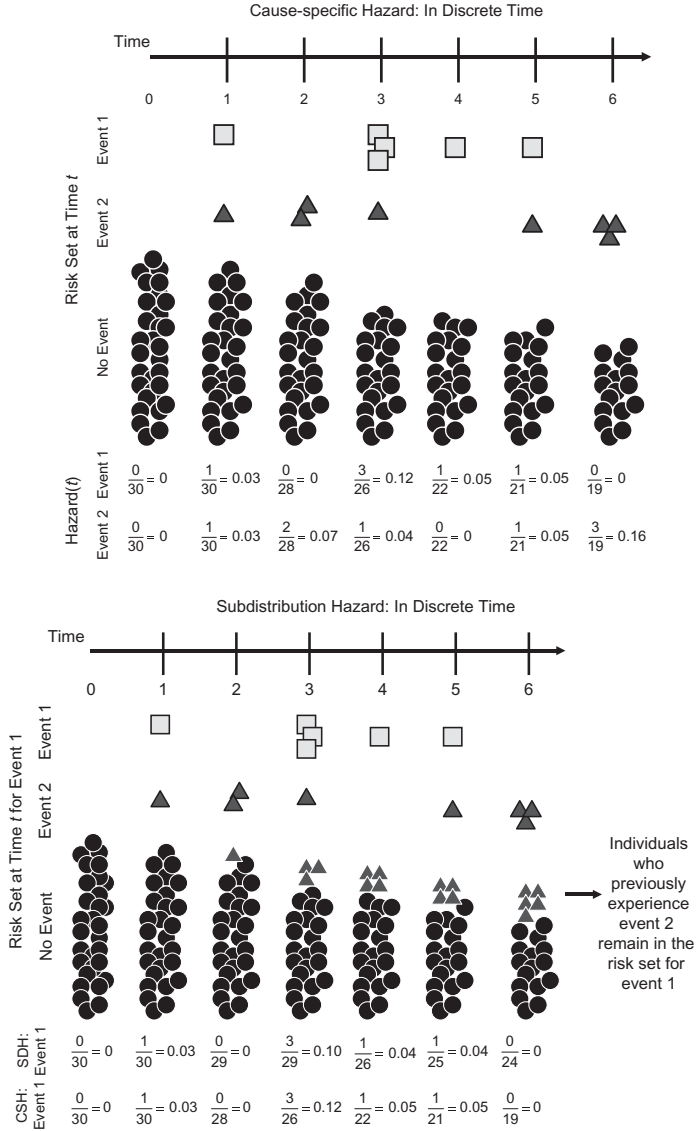 Cause-specific Hazard: In Discrete Time
Time
0 1 2 3 4 5 6
Risk Set at Time t
Event 1
Event 2
No Event
Hazard(t)
Event 1
0/30 = 0 1/30 = 0.03 0/28 = 0 3/26 = 0.12 1/22 = 0.05 1/21 = 0.05 0/19 = 0
Event 2
0/30 = 0 1/30 = 0.03 2/28 = 0.07 1/26 = 0.04 0/22 = 0 1/21 = 0.05 3/19 = 0.16
Subdistribution Hazard: In Discrete Time
Time
0 1 2 3 4 5 6
Risk Set at Time t for Event 1
Event 1
Event 2
No Event
Individuals
who
previously
experience
event 2
remain in the
risk set for
event 1
SDH:
Event 1
0/30 = 0 1/30 = 0.03 0/29 = 0 3/29 = 0.10 1/26 = 0.04 1/25 = 0.04 0/24 = 0
CSH:
Event 1
0/30 = 0 1/30 = 0.03 0/28 = 0 3/26 = 0.12 1/22 = 0.05 1/21 = 0.05 0/19 = 0